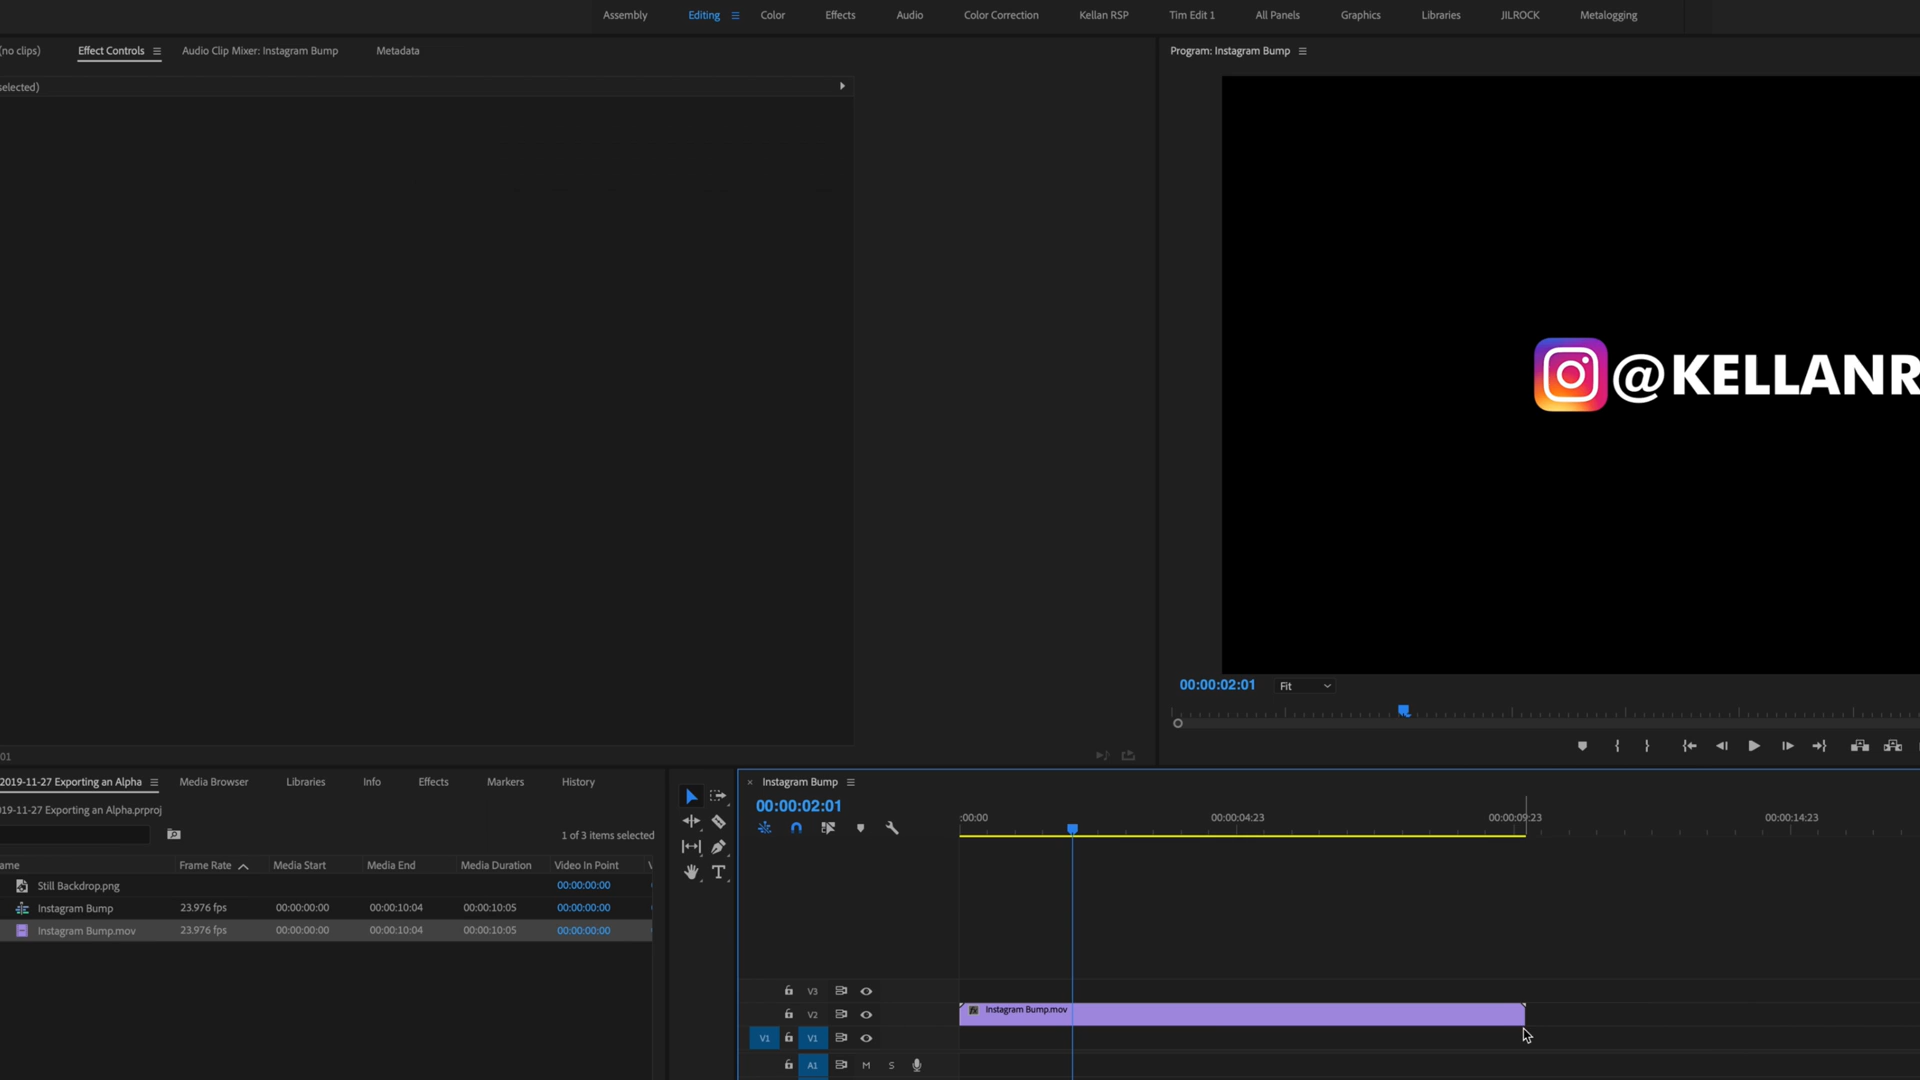 Assembly Editing Color Effects Audio Color Correction Kellan RSP Tim Edit 1 All Panels Graphics Libraries JILROCK Metalogging
(no clips) Effect Controls Audio Clip Mixer: Instagram Bump Metadata
Program: Instagram Bump
selected)
@KELLANR
00:00:02:01 Fit
01
2019-11-27 Exporting an Alpha Media Browser Libraries Info Effects Markers History
19-11-27 Exporting an Alpha.prproj
1 of 3 items selected
ame Frame Rate Media Start Media End Media Duration Video In Point V
Still Backdrop.png 00:00:00:00
Instagram Bump 23.976 fps 00:00:00:00 00:00:10:04 00:00:10:05 00:00:00:00
Instagram Bump.mov 23.976 fps 00:00:00:00 00:00:10:04 00:00:10:05 00:00:00:00
T
× Instagram Bump
00:00:02:01
:00:00 00:00:04:23 00:00:09:23 00:00:14:23
V3
V2 Instagram Bump.mov
V1 V1
A1 M S